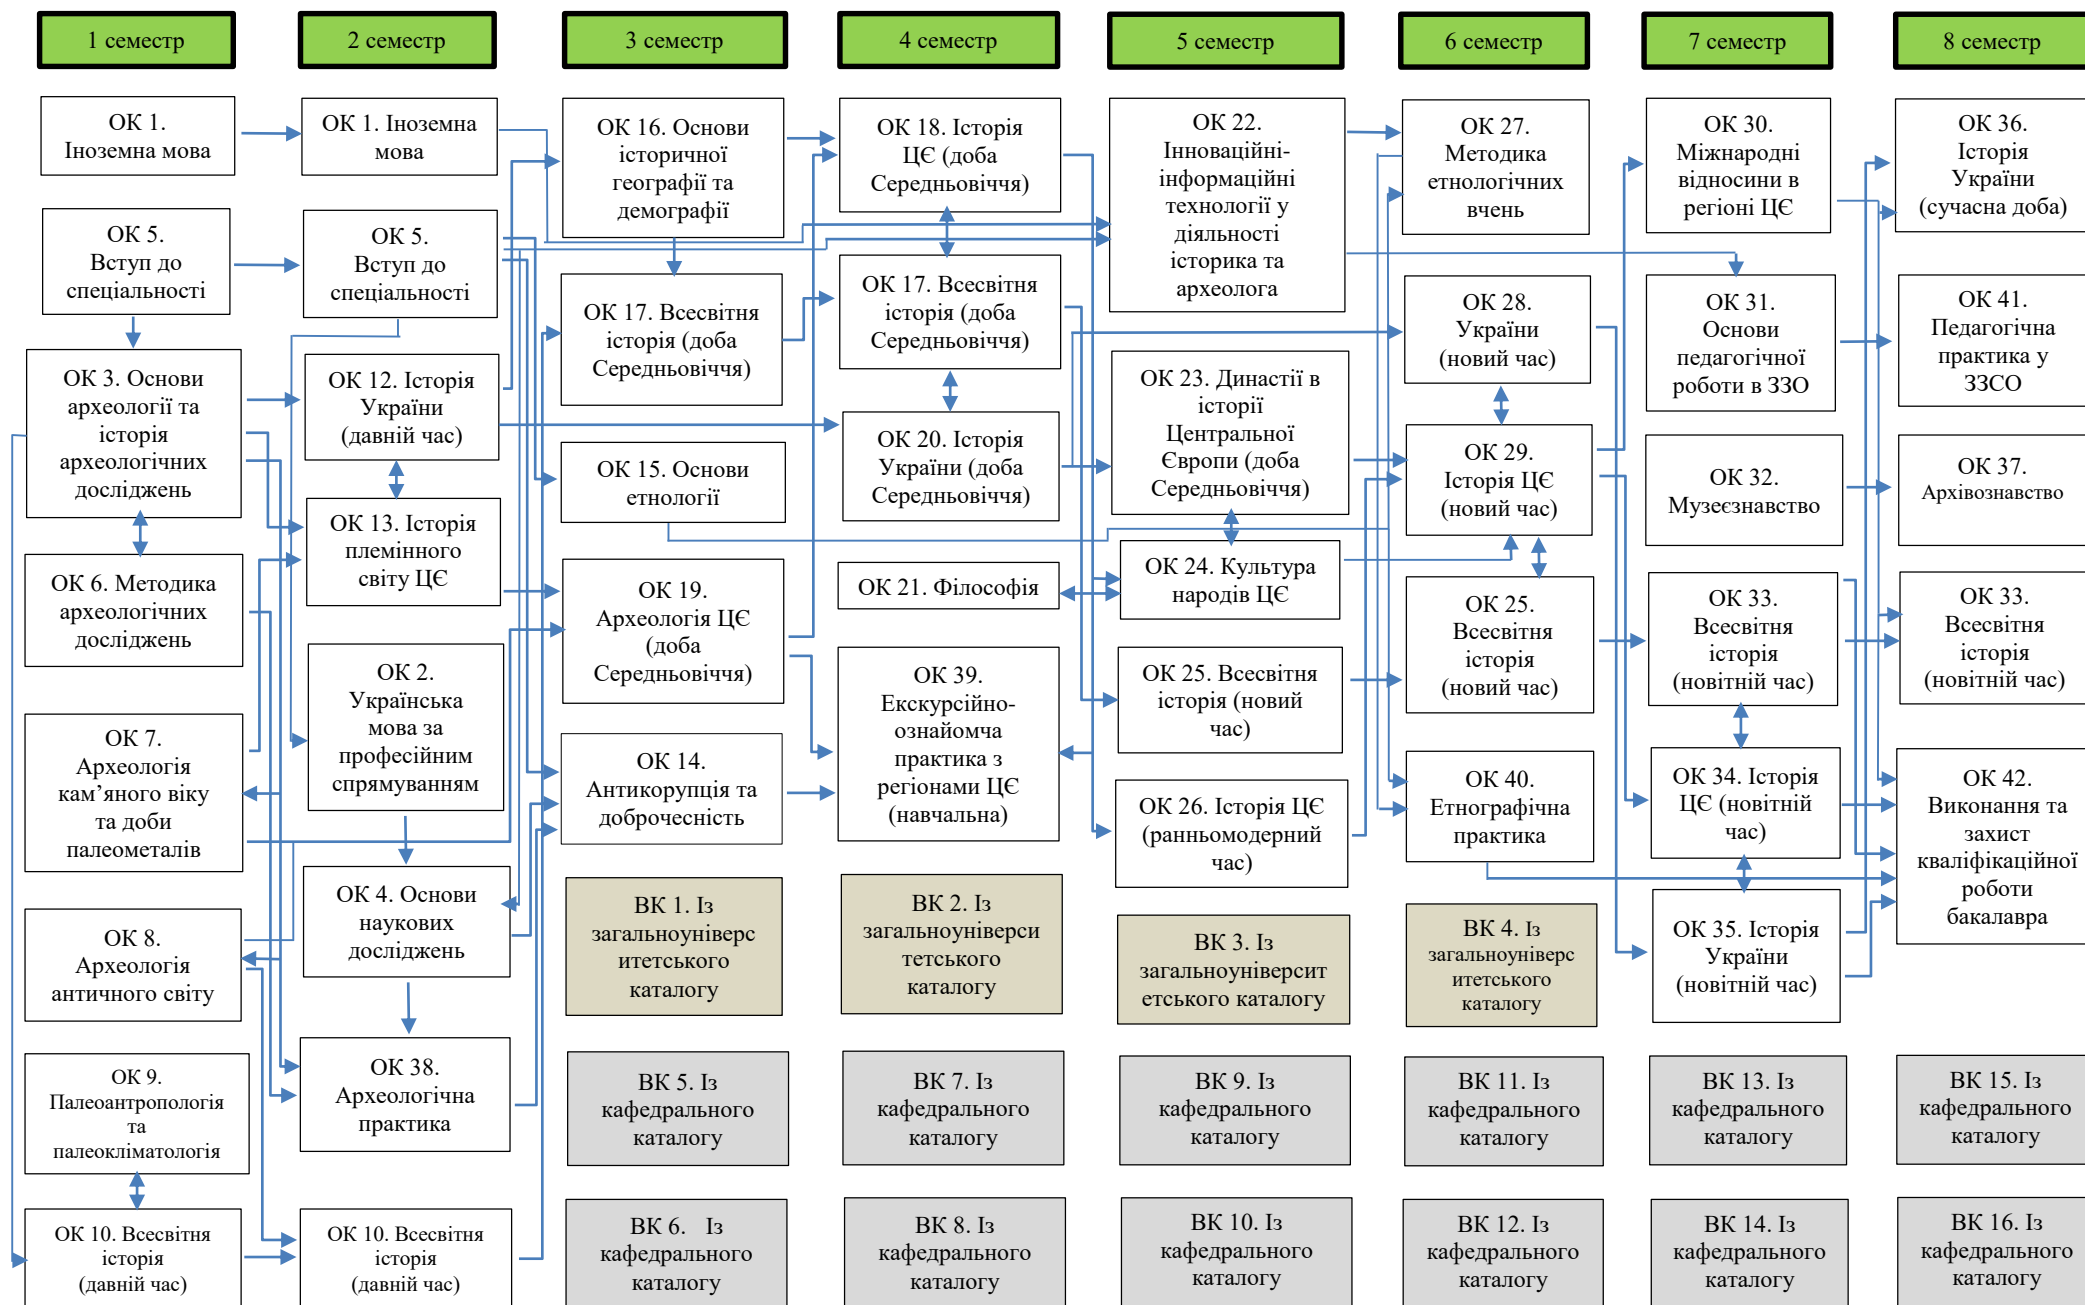 1 семестр
2 семестр
3 семестр
4 семестр
5 семестр
6 семестр
7 семестр
8 семестр
ОК 1.
Іноземна мова
ОК 5.
Вступ до
спеціальності
ОК 3. Основи
археології та
історія
археологічних
досліджень
ОК 6. Методика
археологічних
досліджень
ОК 7.
Археологія
кам’яного віку
та доби
палеометалів
ОК 8.
Археологія
античного світу
ОК 9.
Палеоантропологія
та
палеокліматологія
ОК 10. Всесвітня
історія
(давній час)
ОК 1. Іноземна
мова
ОК 5.
Вступ до
спеціальності
ОК 12. Історія
України
(давній час)
ОК 13. Історія
племінного
світу ЦЄ
ОК 2.
Українська
мова за
професійним
спрямуванням
ОК 4. Основи
наукових
досліджень
ОК 38.
Археологічна
практика
ОК 10. Всесвітня
історія
(давній час)
ОК 16. Основи
історичної
географії та
демографії
ОК 17. Всесвітня
історія (доба
Середньовіччя)
ОК 15. Основи
етнології
ОК 19.
Археологія ЦЄ
(доба
Середньовіччя)
ОК 14.
Антикорупція та
доброчесність
ВК 1. Із
загальноуніверс
итетського
каталогу
ВК 5. Із
кафедрального
каталогу
ВК 6. Із
кафедрального
каталогу
ОК 18. Історія
ЦЄ (доба
Середньовіччя)
ОК 17. Всесвітня
історія (доба
Середньовіччя)
ОК 20. Історія
України (доба
Середньовіччя)
ОК 21. Філософія
ОК 39.
Екскурсійно-
ознайомча
практика з
регіонами ЦЄ
(навчальна)
ВК 2. Із
загальноуніверси
тетського
каталогу
ВК 7. Із
кафедрального
каталогу
ВК 8. Із
кафедрального
каталогу
ОК 22.
Інноваційні-
інформаційні
технології у
діяльності
історика та
археолога
ОК 23. Династії в
історії
Центральної
Європи (доба
Середньовіччя)
ОК 24. Культура
народів ЦЄ
ОК 25. Всесвітня
історія (новий
час)
ОК 26. Історія ЦЄ
(ранньомодерний
час)
ВК 3. Із
загальноуніверсит
етського каталогу
ВК 9. Із
кафедрального
каталогу
ВК 10. Із
кафедрального
каталогу
ОК 27.
Методика
етнологічних
вчень
ОК 28.
України
(новий час)
ОК 29.
Історія ЦЄ
(новий час)
ОК 25.
Всесвітня
історія
(новий час)
ОК 40.
Етнографічна
практика
ВК 4. Із
загальноуніверс
итетського
каталогу
ВК 11. Із
кафедрального
каталогу
ВК 12. Із
кафедрального
каталогу
ОК 30.
Міжнародні
відносини в
регіоні ЦЄ
ОК 31.
Основи
педагогічної
роботи в ЗЗО
ОК 32.
Музеєзнавство
ОК 33.
Всесвітня
історія
(новітній час)
ОК 34. Історія
ЦЄ (новітній
час)
ОК 35. Історія
України
(новітній час)
ВК 13. Із
кафедрального
каталогу
ВК 14. Із
кафедрального
каталогу
ОК 36.
Історія
України
(сучасна доба)
ОК 41.
Педагогічна
практика у
ЗЗСО
ОК 37.
Архівознавство
ОК 33.
Всесвітня
історія
(новітній час)
ОК 42.
Виконання та
захист
кваліфікаційної
роботи
бакалавра
ВК 15. Із
кафедрального
каталогу
ВК 16. Із
кафедрального
каталогу